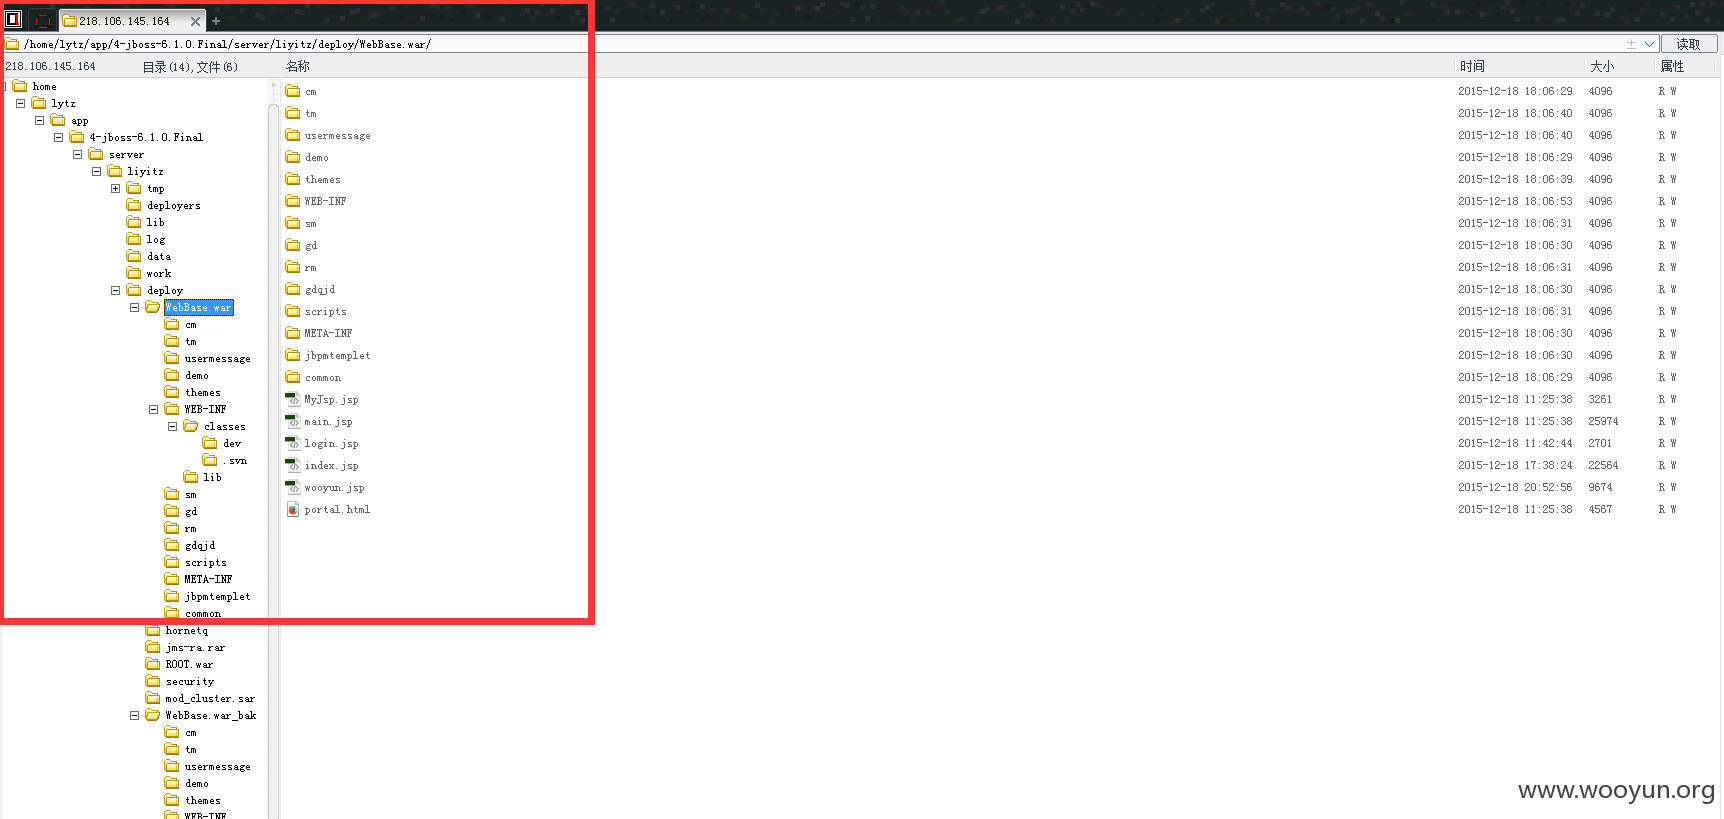 218.106.145.164
/home/lytz/app/4-jboss-6.1.0.Final/server/liyitz/deploy/WebBase.war/
读取
218.106.145.164 目录(14),文件(6) 名称 时间 大小 属性
home
lytz
app
4-jboss-6.1.0.Final
server
liyitz
tmp
deployers
lib
log
data
work
deploy
WebBase.war
cm
tm
usermessage
demo
themes
WEB-INF
classes
dev
.svn
lib
sm
gd
rm
gdqjd
scripts
META-INF
jbpmtemplet
common
hornetq
jms-ra.rar
ROOT.war
security
mod_cluster.sar
WebBase.war_bak
cm
tm
usermessage
demo
themes
WEB-INF
cm 2015-12-18 18:06:29 4096 R W
tm 2015-12-18 18:06:40 4096 R W
usermessage 2015-12-18 18:06:40 4096 R W
demo 2015-12-18 18:06:29 4096 R W
themes 2015-12-18 18:06:39 4096 R W
WEB-INF 2015-12-18 18:06:53 4096 R W
sm 2015-12-18 18:06:31 4096 R W
gd 2015-12-18 18:06:30 4096 R W
rm 2015-12-18 18:06:31 4096 R W
gdqjd 2015-12-18 18:06:30 4096 R W
scripts 2015-12-18 18:06:31 4096 R W
META-INF 2015-12-18 18:06:30 4096 R W
jbpmtemplet 2015-12-18 18:06:30 4096 R W
common 2015-12-18 18:06:29 4096 R W
MyJsp.jsp 2015-12-18 11:25:38 3261 R W
main.jsp 2015-12-18 11:25:38 25974 R W
login.jsp 2015-12-18 11:42:44 2701 R W
index.jsp 2015-12-18 17:38:24 22564 R W
wooyun.jsp 2015-12-18 20:52:56 9674 R W
portal.html 2015-12-18 11:25:38 4567 R W
www.wooyun.org